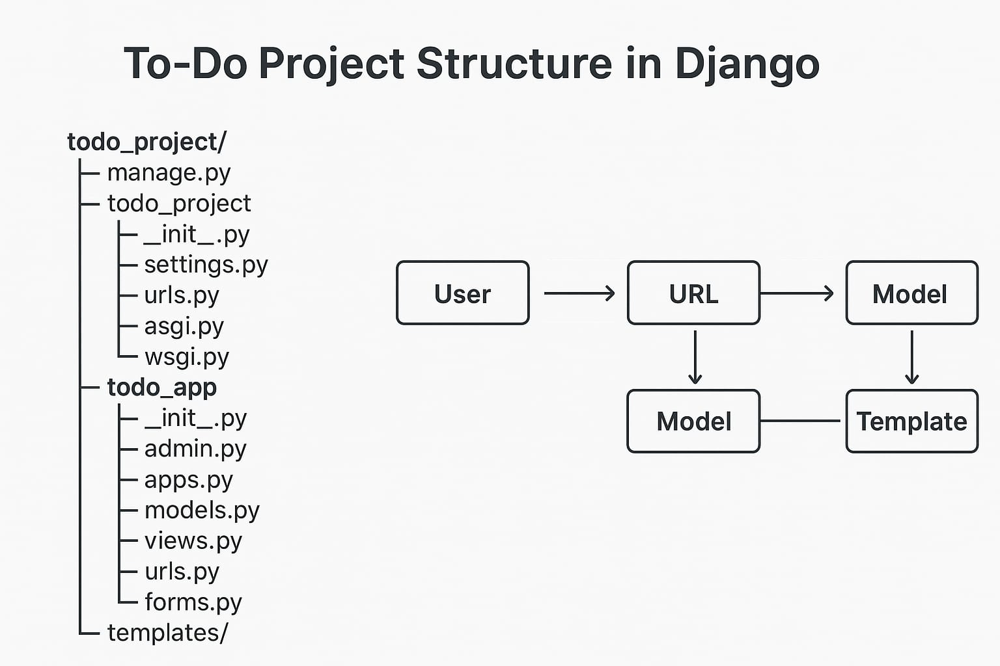 To-Do Project Structure in Django
todo_project/
manage.py
todo_project
_init_.py
settings.py
urls.py
asgi.py
wsgi.py
todo_app
_init_.py
admin.py
apps.py
models.py
views.py
urls.py
forms.py
templates/
User
URL
Model
Model
Template